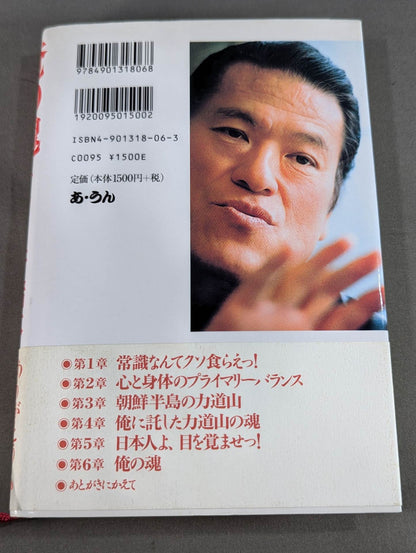 9784901318068
1920095015002
ISBN4-901318-06-3
C0095 ¥1500E
定価(本体1500円+税)
あ・うん
●第1章 常識なんてクソ食らえっ!
●第2章 心と身体のプライマリーバランス
●第3章 朝鮮半島の力道山
●第4章 俺に託した力道山の魂
●第5章 日本人よ、目を覚ませっ!
●第6章 俺の魂
●あとがきにかえて